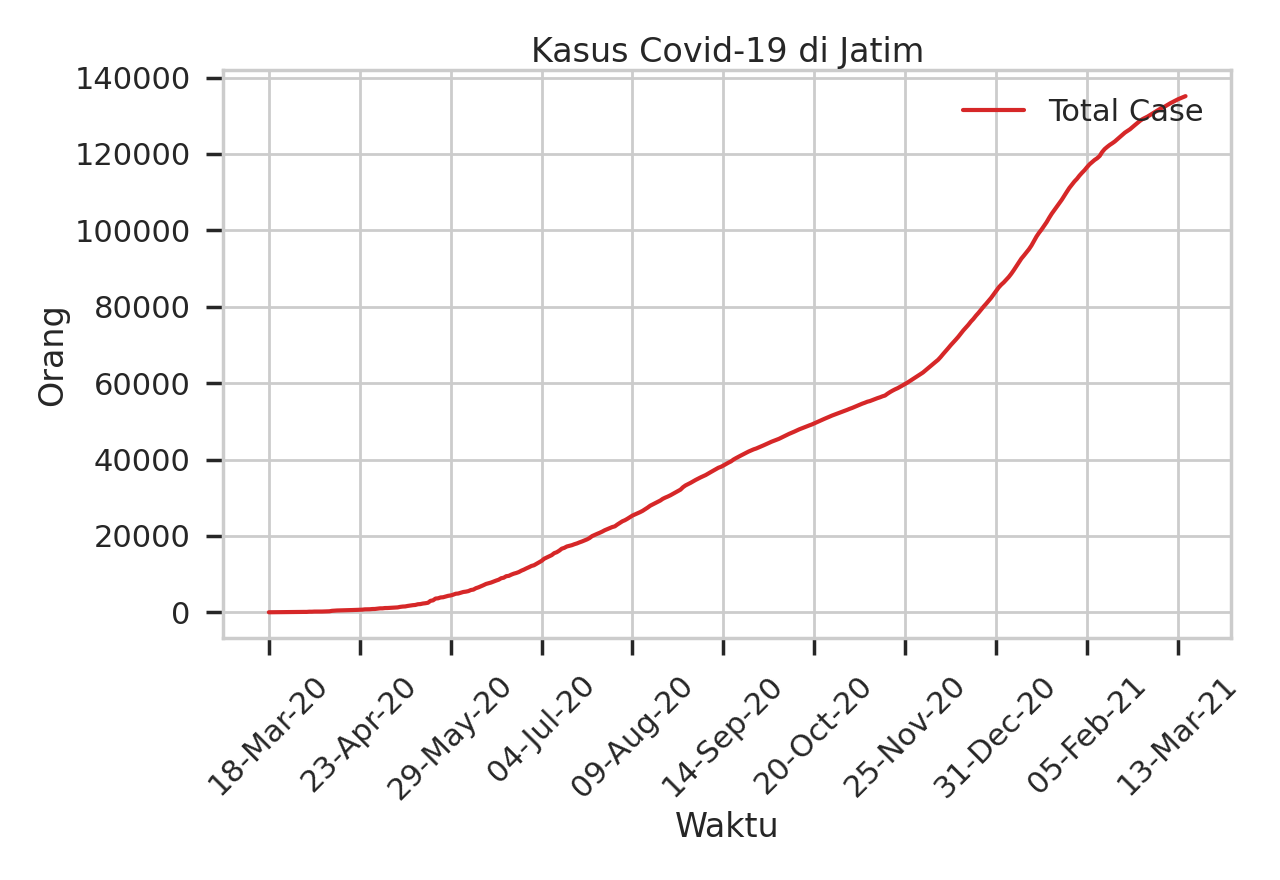 Kasus Covid-19 di Jatim
Total Case
140000
120000
100000
80000
60000
40000
20000
0
Orang
18-Mar-20
23-Apr-20
29-May-20
04-Jul-20
09-Aug-20
14-Sep-20
20-Oct-20
25-Nov-20
31-Dec-20
05-Feb-21
13-Mar-21
Waktu